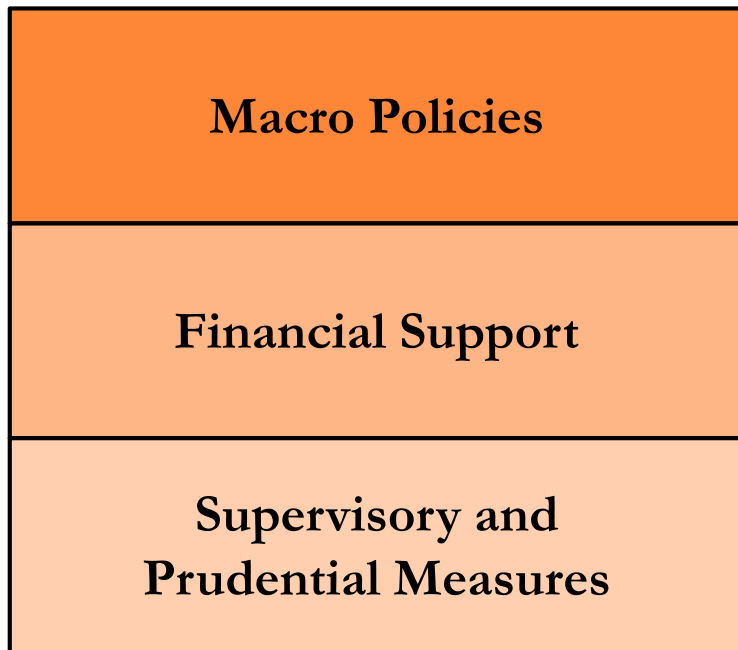 Macro Policies
Financial Support
Supervisory and
Prudential Measures